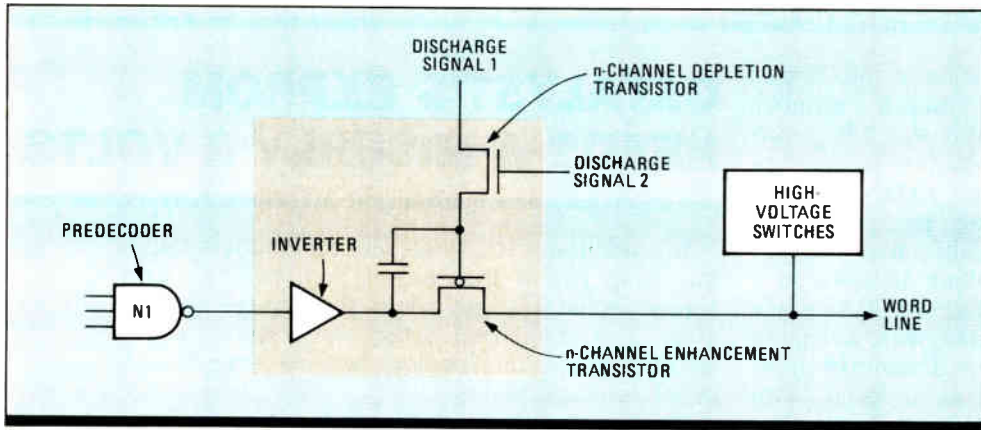 DISCHARGE
SIGNAL 1
n-CHANNEL DEPLETION
TRANSISTOR
DISCHARGE
SIGNAL 2
HIGH-
VOLTAGE
SWITCHES
PREDECODER
INVERTER
N1
WORD
LINE
n-CHANNEL ENHANCEMENT
TRANSISTOR